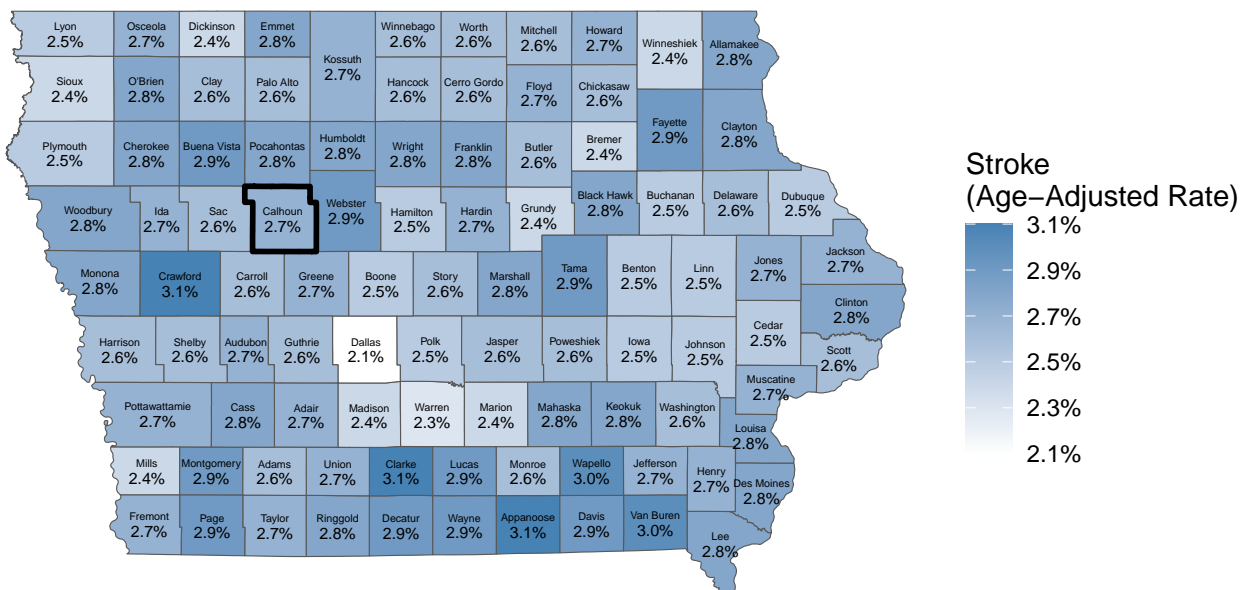 Lyon
2.5%
Osceola
2.7%
Dickinson
2.4%
Emmet
2.8%
Kossuth
2.7%
Winnebago
2.6%
Worth
2.6%
Mitchell
2.6%
Howard
2.7%
Winneshiek
2.4%
Allamakee
2.8%
Sioux
2.4%
O'Brien
2.8%
Clay
2.6%
Palo Alto
2.6%
Hancock
2.6%
Cerro Gordo
2.6%
Floyd
2.7%
Chickasaw
2.6%
Fayette
2.9%
Clayton
2.8%
Plymouth
2.5%
Cherokee
2.8%
Buena Vista
2.9%
Pocahontas
2.8%
Humboldt
2.8%
Wright
2.8%
Franklin
2.8%
Butler
2.6%
Bremer
2.4%
Woodbury
2.8%
Ida
2.7%
Sac
2.6%
Calhoun
2.7%
Webster
2.9%
Hamilton
2.5%
Hardin
2.7%
Grundy
2.4%
Black Hawk
2.8%
Buchanan
2.5%
Delaware
2.6%
Dubuque
2.5%
Monona
2.8%
Crawford
3.1%
Carroll
2.6%
Greene
2.7%
Boone
2.5%
Story
2.6%
Marshall
2.8%
Tama
2.9%
Benton
2.5%
Linn
2.5%
Jones
2.7%
Jackson
2.7%
Clinton
2.8%
Harrison
2.6%
Shelby
2.6%
Audubon
2.7%
Guthrie
2.6%
Dallas
2.1%
Polk
2.5%
Jasper
2.6%
Poweshiek
2.6%
Iowa
2.5%
Johnson
2.5%
Cedar
2.5%
Scott
2.6%
Muscatine
2.7%
Pottawattamie
2.7%
Cass
2.8%
Adair
2.7%
Madison
2.4%
Warren
2.3%
Marion
2.4%
Mahaska
2.8%
Keokuk
2.8%
Washington
2.6%
Louisa
2.8%
Mills
2.4%
Montgomery
2.9%
Adams
2.6%
Union
2.7%
Clarke
3.1%
Lucas
2.9%
Monroe
2.6%
Wapello
3.0%
Jefferson
2.7%
Henry
2.7%
Des Moines
2.8%
Fremont
2.7%
Page
2.9%
Taylor
2.7%
Ringgold
2.8%
Decatur
2.9%
Wayne
2.9%
Appanoose
3.1%
Davis
2.9%
Van Buren
3.0%
Lee
2.8%
Stroke
(Age−Adjusted Rate)
3.1%
2.9%
2.7%
2.5%
2.3%
2.1%